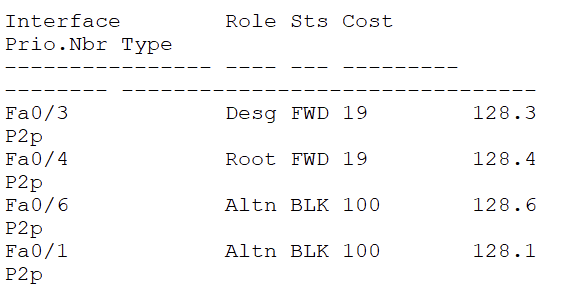 Interface Role Sts Cost
Prio.Nbr Type
---------------- ---- --- ---------
-------- --------------------------------
Fa0/3 Desg FWD 19 128.3
P2p
Fa0/4 Root FWD 19 128.4
P2p
Fa0/6 Altn BLK 100 128.6
P2p
Fa0/1 Altn BLK 100 128.1
P2p